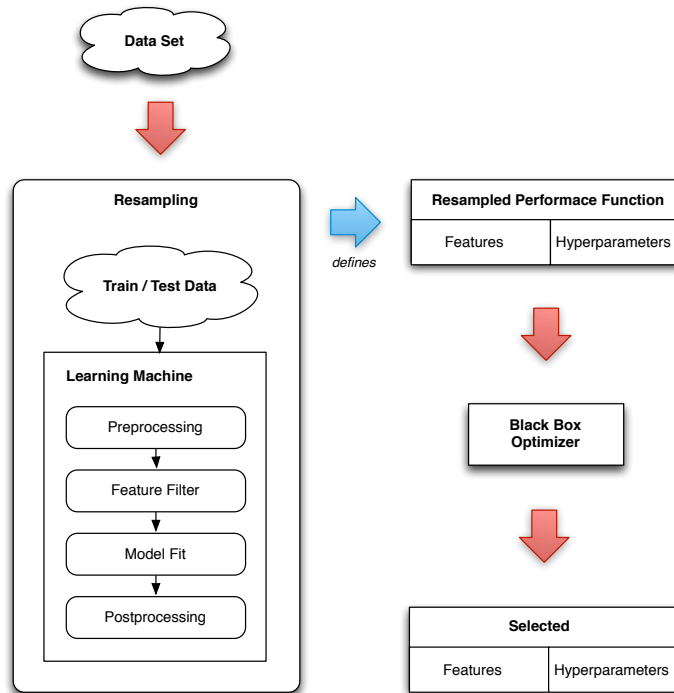 Data Set
Resampling
Train / Test Data
Learning Machine
Preprocessing
Feature Filter
Model Fit
Postprocessing
defines
Resampled Performace Function
Features
Hyperparameters
Black Box
Optimizer
Selected
Features
Hyperparameters